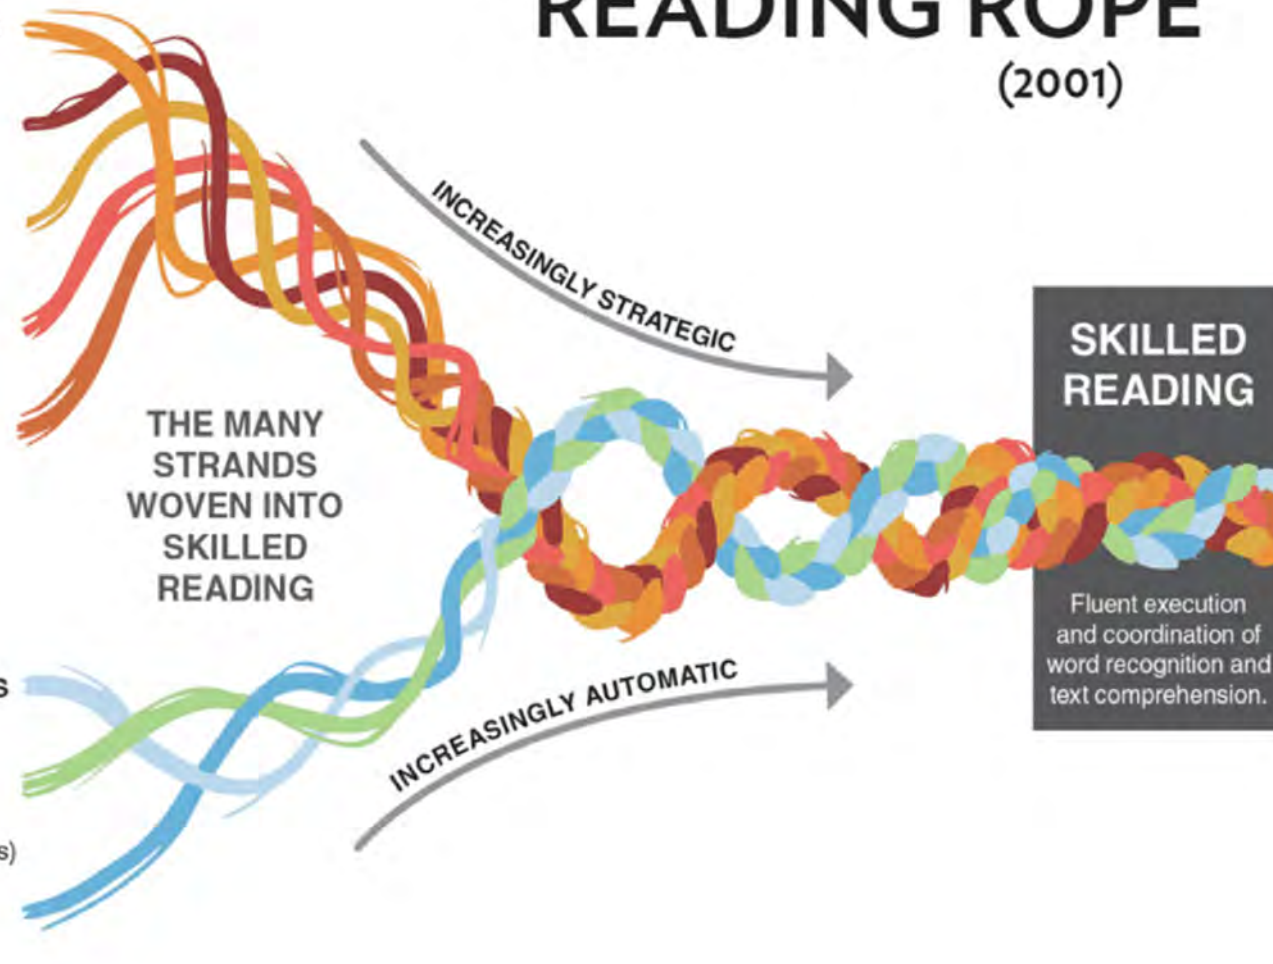 READING ROPE
(2001)
INCREASINGLY STRATEGIC
SKILLED
READING
THE MANY
STRANDS
WOVEN INTO
SKILLED
READING
Fluent execution
and coordination of
word recognition and
text comprehension.
s
INCREASINGLY AUTOMATIC
s)